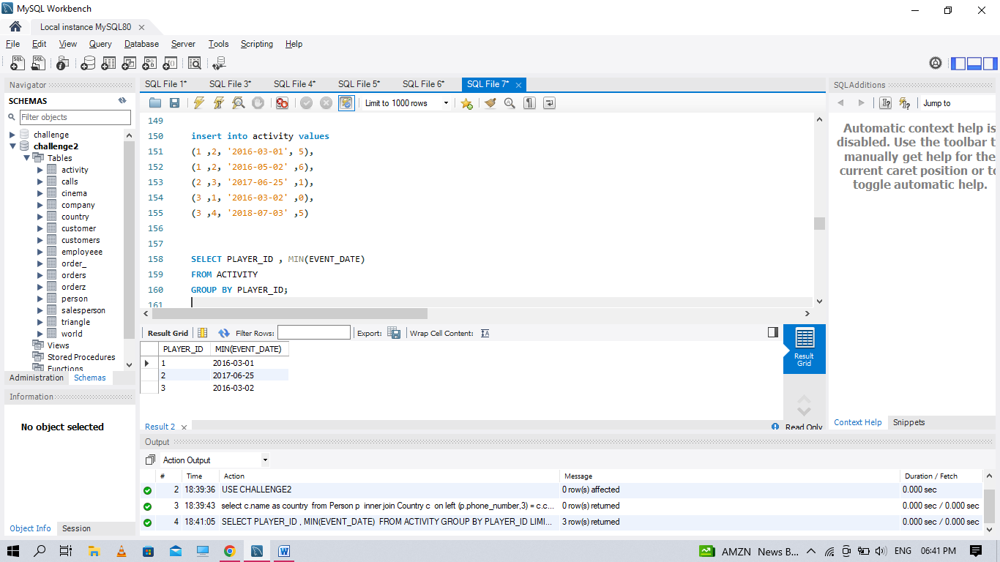 MySQL Workbench
Local instance MySQL80
File Edit View Query Database Server Tools Scripting Help
Navigator
SCHEMAS
Filter objects
challenge
challenge2
Tables
activity
calls
cinema
company
country
customer
customers
employeee
order_
orders
orderz
person
salesperson
triangle
world
Views
Stored Procedures
Functions
Administration Schemas
Information
No object selected
Object Info Session
SQL File 1* SQL File 3* SQL File 4* SQL File 5* SQL File 6* SQL File 7*
Limit to 1000 rows
149
150 insert into activity values
151 (1 ,2, '2016-03-01', 5),
152 (1 ,2, '2016-05-02' ,6),
153 (2 ,3, '2017-06-25' ,1),
154 (3 ,1, '2016-03-02' ,0),
155 (3 ,4, '2018-07-03' ,5)
156
157
158 SELECT PLAYER_ID , MIN(EVENT_DATE)
159 FROM ACTIVITY
160 GROUP BY PLAYER_ID;
161
Result Grid Filter Rows: Export: Wrap Cell Content:
PLAYER_ID MIN(EVENT_DATE)
1 2016-03-01
2 2017-06-25
3 2016-03-02
Result Grid
Result 2
Read Only
SQLAdditions
Jump to
Automatic context help is
disabled. Use the toolbar t
manually get help for the
current caret position or to
toggle automatic help.
Context Help Snippets
Output
Action Output
# Time Action Message Duration / Fetch
2 18:39:36 USE CHALLENGE2 0 row(s) affected 0.000 sec
3 18:39:43 select c.name as country from Person p inner join Country c on left (p.phone_number,3) = c.c... 0 row(s) returned 0.000 sec / 0.000 sec
4 18:41:05 SELECT PLAYER_ID , MIN(EVENT_DATE) FROM ACTIVITY GROUP BY PLAYER_ID LIMI... 3 row(s) returned 0.000 sec / 0.000 sec
AMZN News B... ENG 06:41 PM